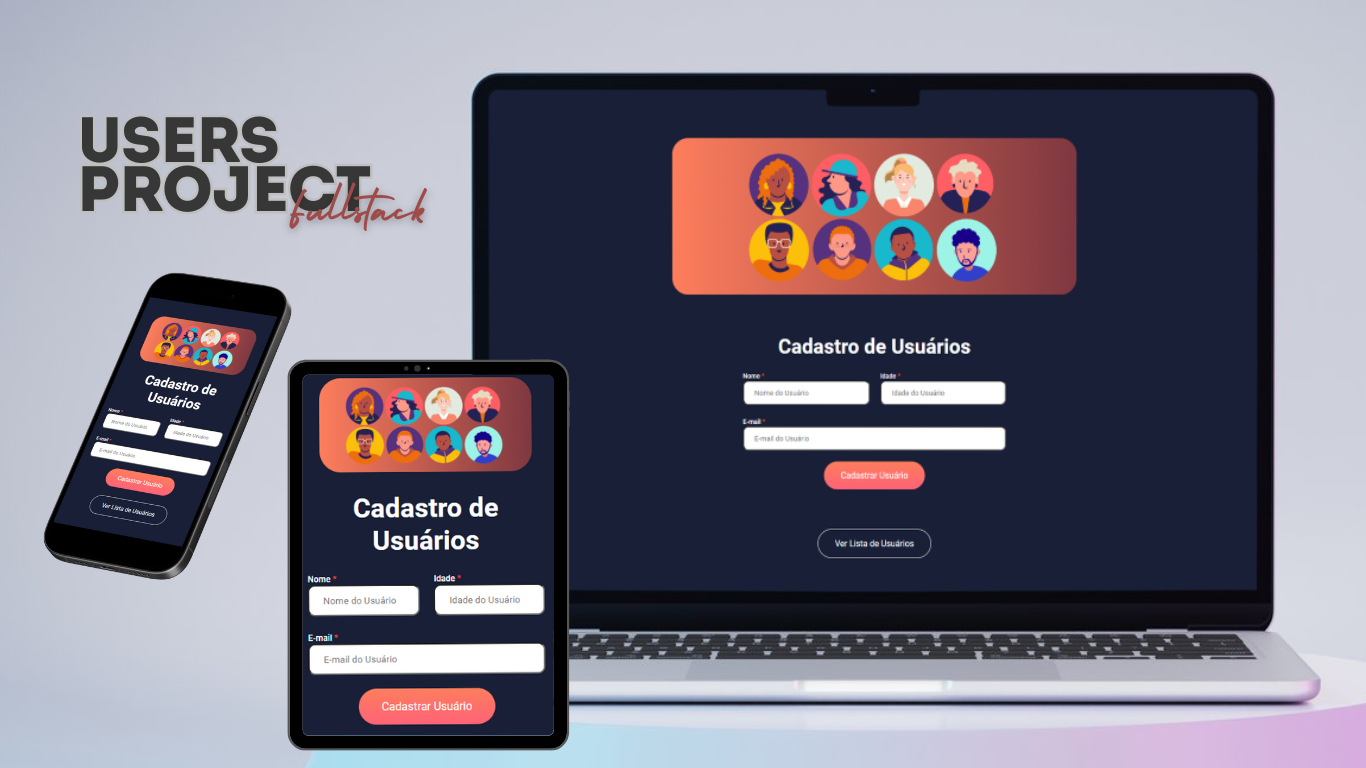 USERS
PROJECT
fullstack
Cadastro de
Usuários
Nome *
Idade *
Nome do Usuário
Idade do Usuário
E-mail *
E-mail do Usuário
Cadastrar Usuário
Ver Lista de Usuários
Cadastro de
Usuários
Nome *
Idade *
Nome do Usuário
Idade do Usuário
E-mail *
E-mail do Usuário
Cadastrar Usuário
Cadastro de Usuários
Nome *
Idade *
Nome do Usuário
Idade do Usuário
E-mail *
E-mail do Usuário
Cadastrar Usuário
Ver Lista de Usuários